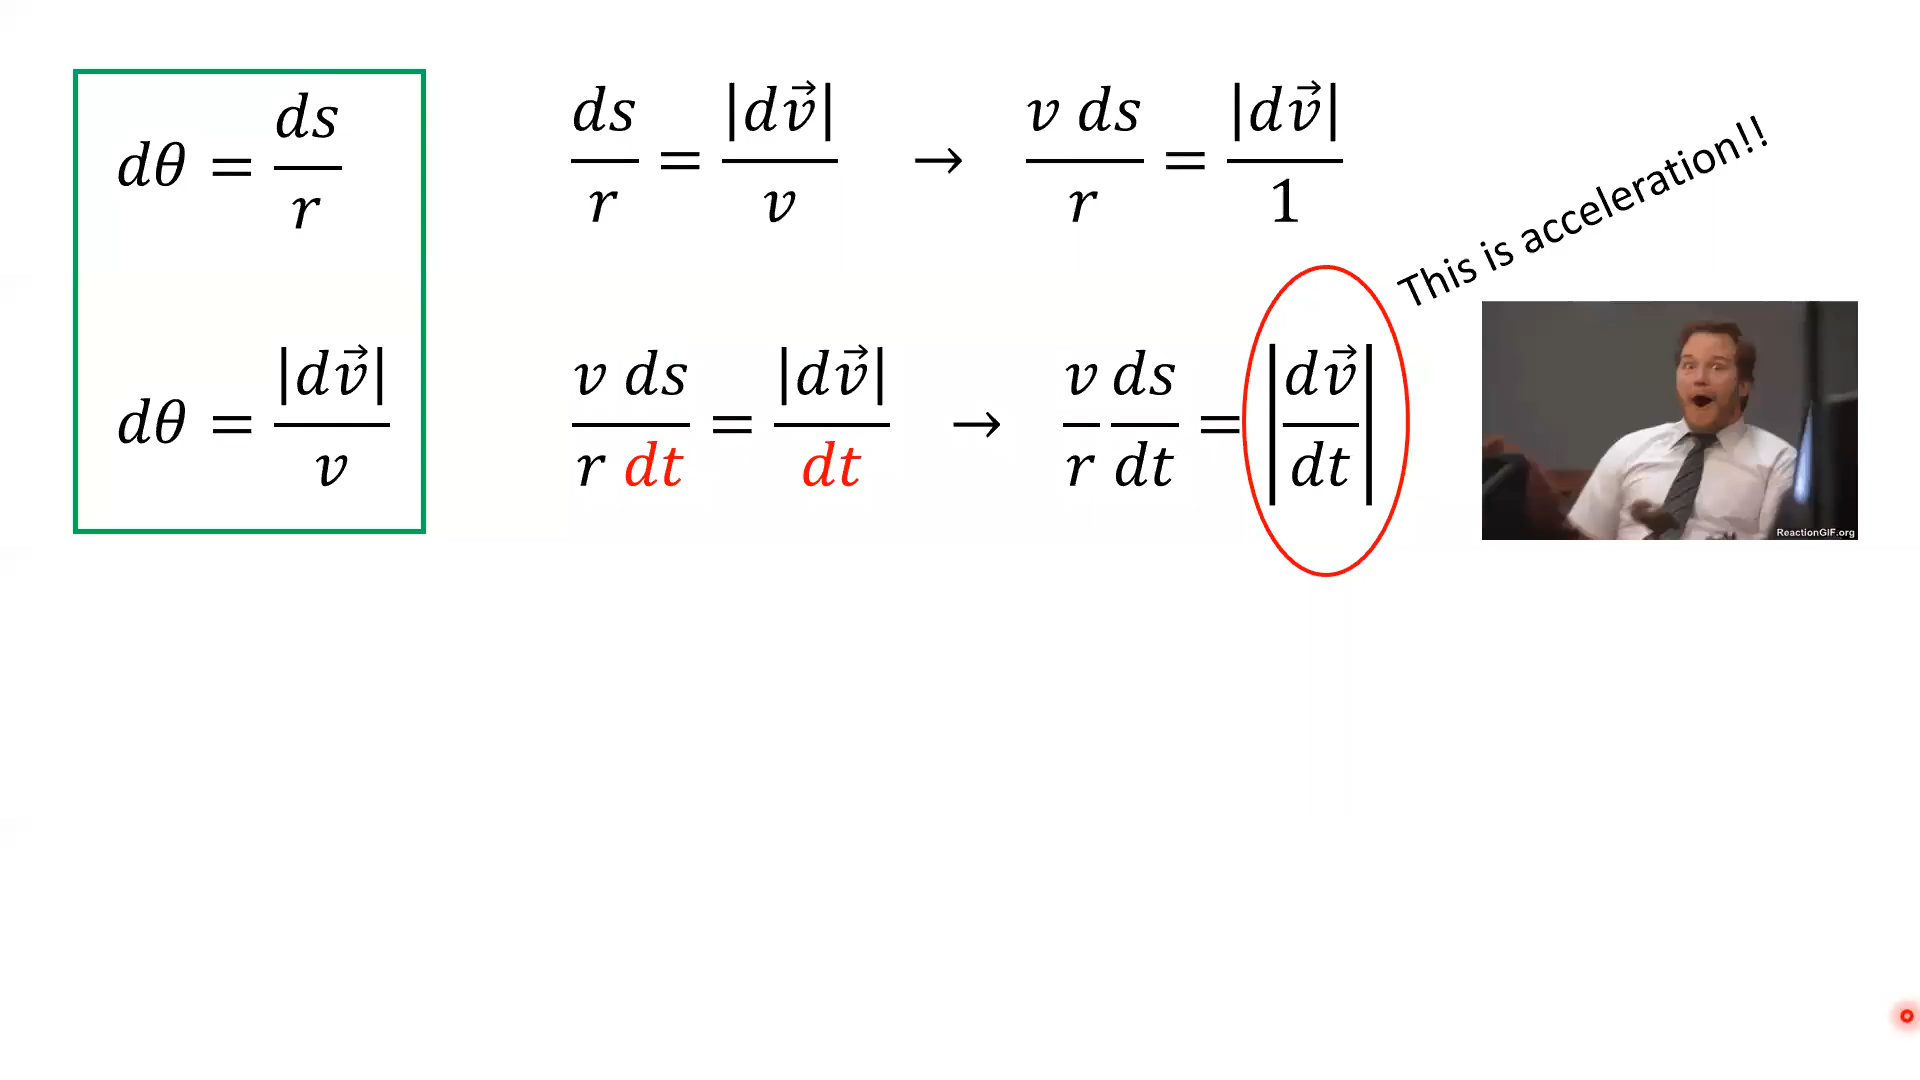 dθ = ds/r
ds/r = |dv⃗|/v → v ds/r = |dv⃗|/1
This is acceleration!!
dθ = |dv⃗|/v
v ds/r dt = |dv⃗|/dt → v/r ds/dt = |dv⃗/dt|
ReactionGIF.org